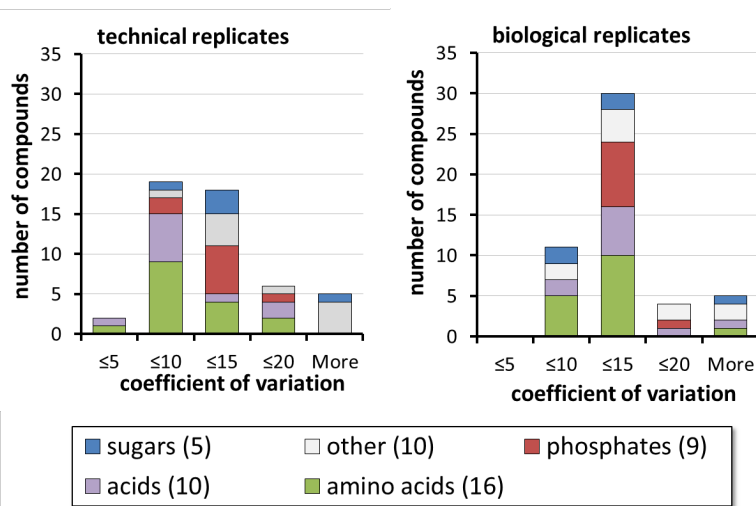 technical replicates
number of compounds
35
30
25
20
15
10
5
0
≤5 ≤10 ≤15 ≤20 More
coefficient of variation
biological replicates
number of compounds
35
30
25
20
15
10
5
0
≤5 ≤10 ≤15 ≤20 More
coefficient of variation
sugars (5) other (10) phosphates (9)
acids (10) amino acids (16)